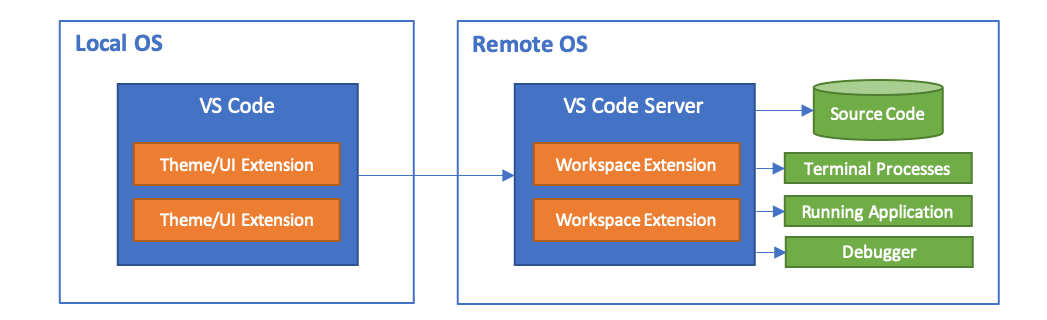 Local OS
VS Code
Theme/UI Extension
Theme/UI Extension
Remote OS
VS Code Server
Workspace Extension
Workspace Extension
Source Code
Terminal Processes
Running Application
Debugger